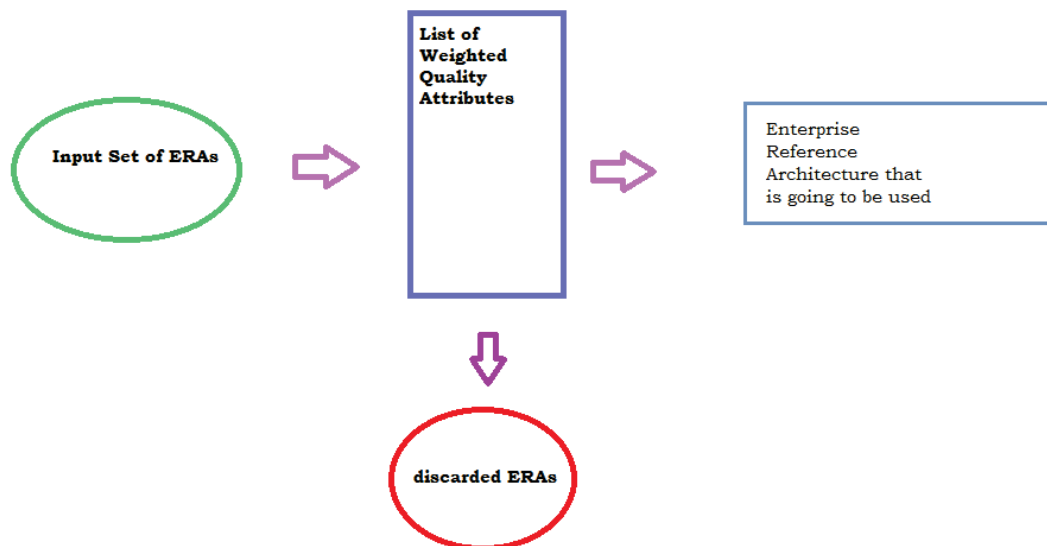 List of
Weighted
Quality
Attributes
Input Set of ERAs
Enterprise
Reference
Architecture that
is going to be used
discarded ERAs